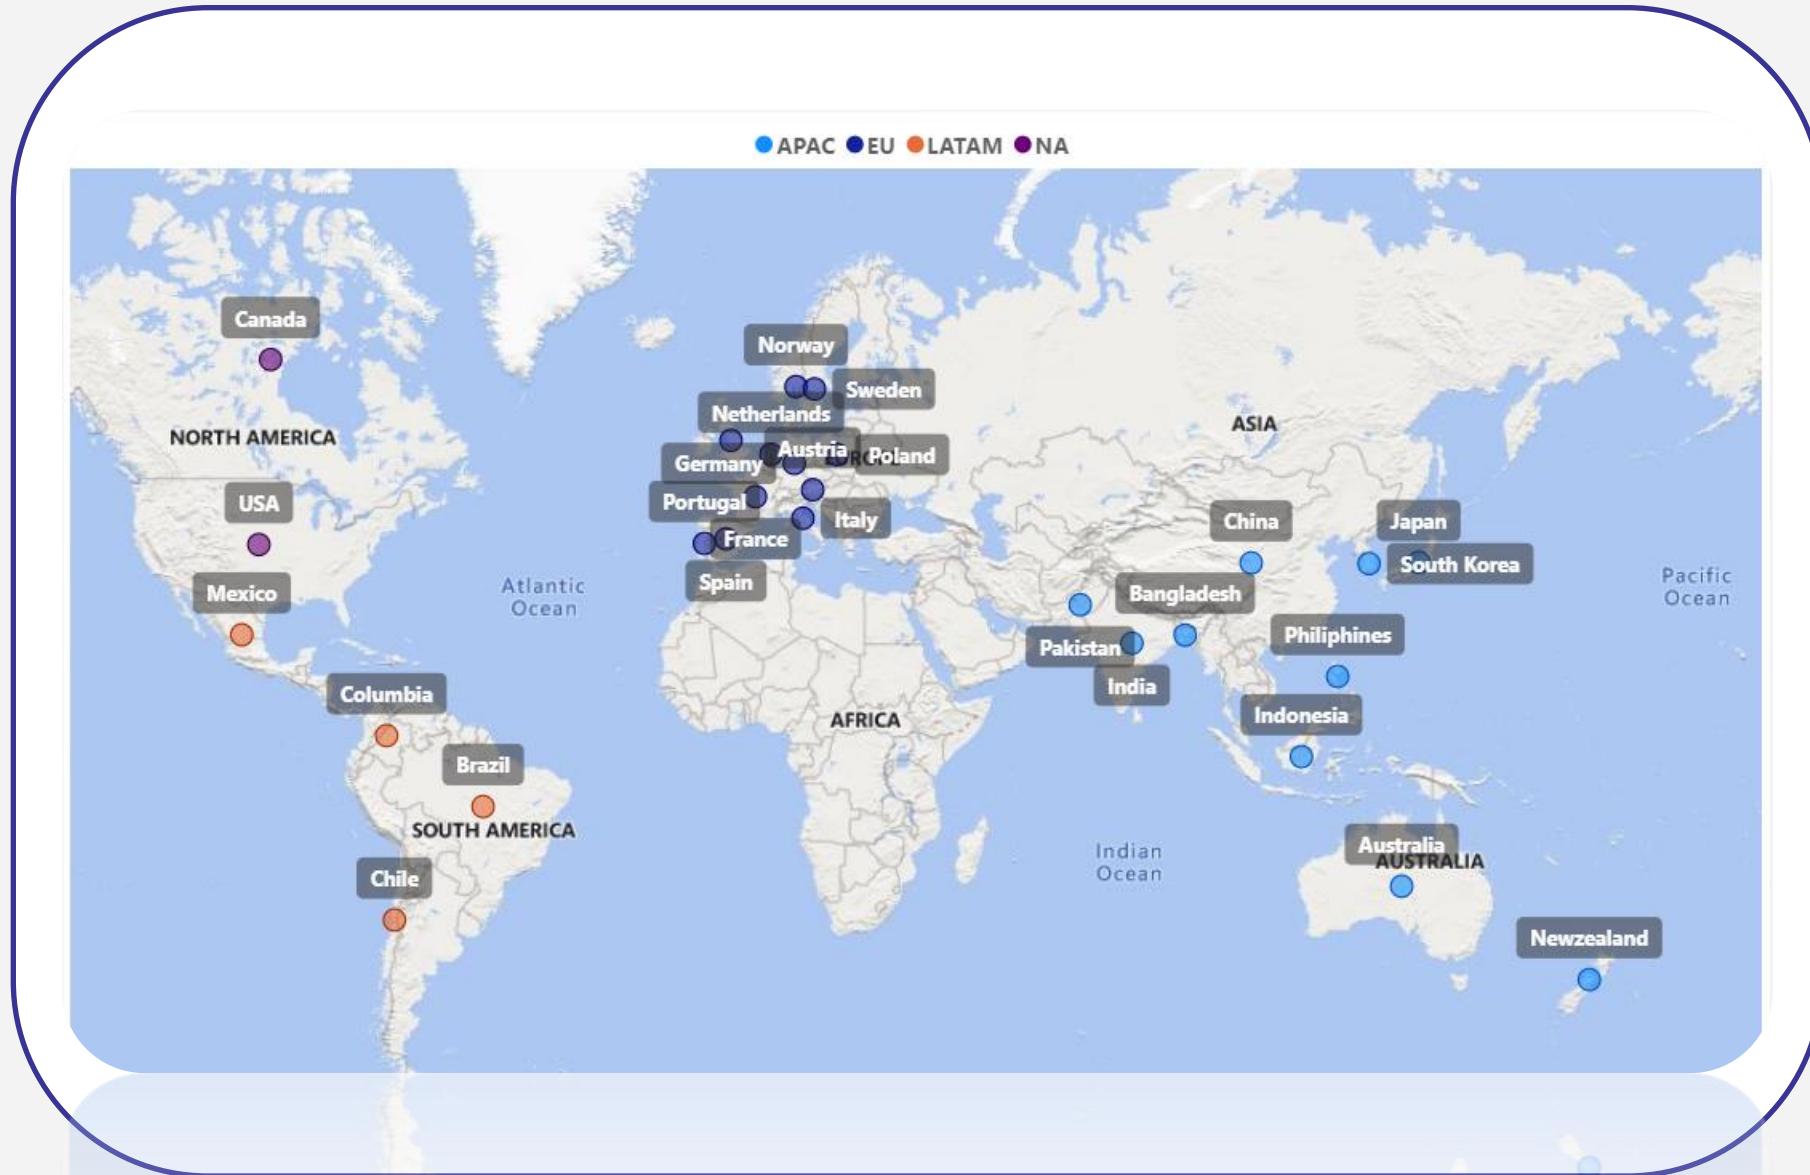 APAC EU LATAM NA
Canada
Norway
Sweden
Netherlands
NORTH AMERICA
ASIA
Austria
EUROPE
Poland
Germany
USA
Portugal
Italy
China
Japan
France
South Korea
Spain
Atlantic
Ocean
Pacific
Ocean
Mexico
Bangladesh
Philiphines
Pakistan
India
Columbia
Indonesia
AFRICA
Brazil
SOUTH AMERICA
Australia
AUSTRALIA
Indian
Ocean
Chile
Newzealand